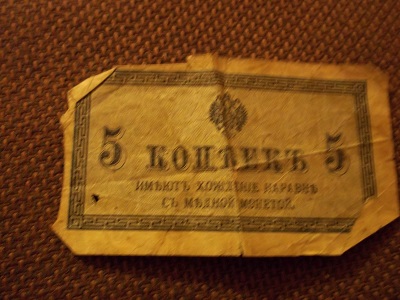 5 КОПѢЕКЪ 5
ИМѢЮТЪ ХОЖДЕНІЕ НАРАВНѢ
СЪ МѢДНОЙ МОНЕТОЙ.